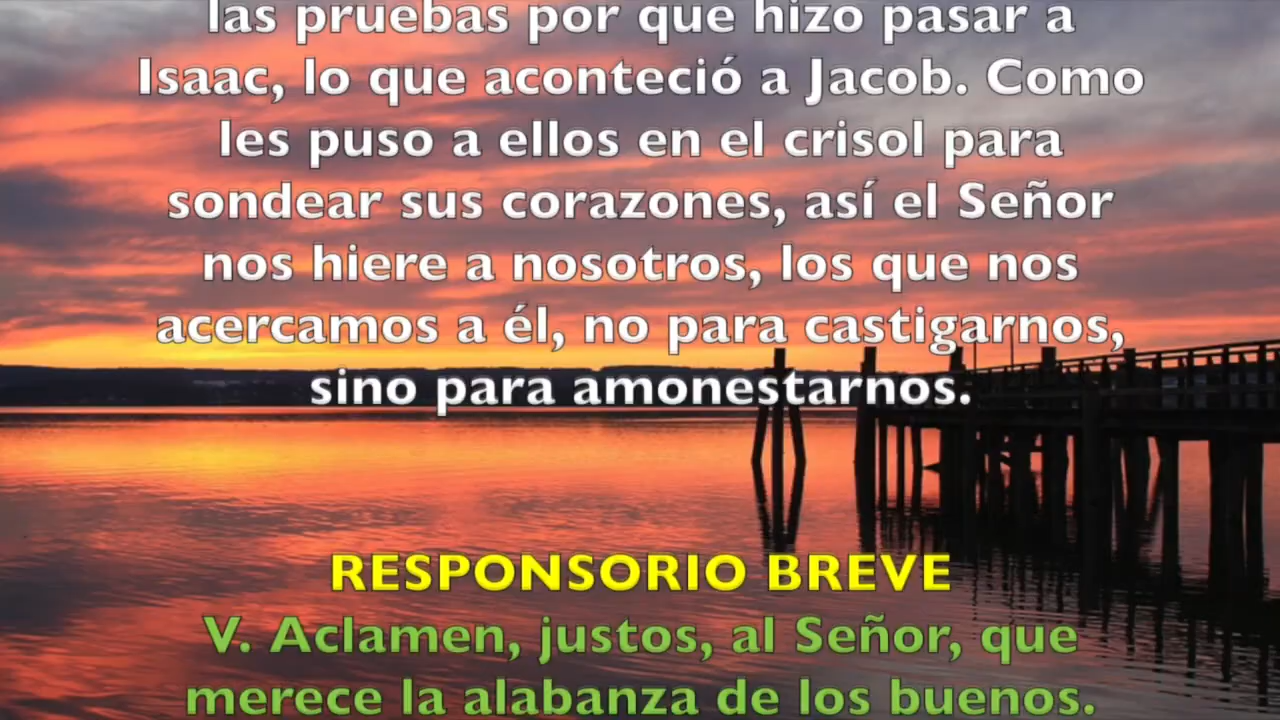 las pruebas por que hizo pasar a
Isaac, lo que aconteció a Jacob. Como
les puso a ellos en el crisol para
sondear sus corazones, así el Señor
nos hiere a nosotros, los que nos
acercamos a él, no para castigarnos,
sino para amonestarnos.
RESPONSORIO BREVE
V. Aclamen, justos, al Señor, que
merece la alabanza de los buenos.